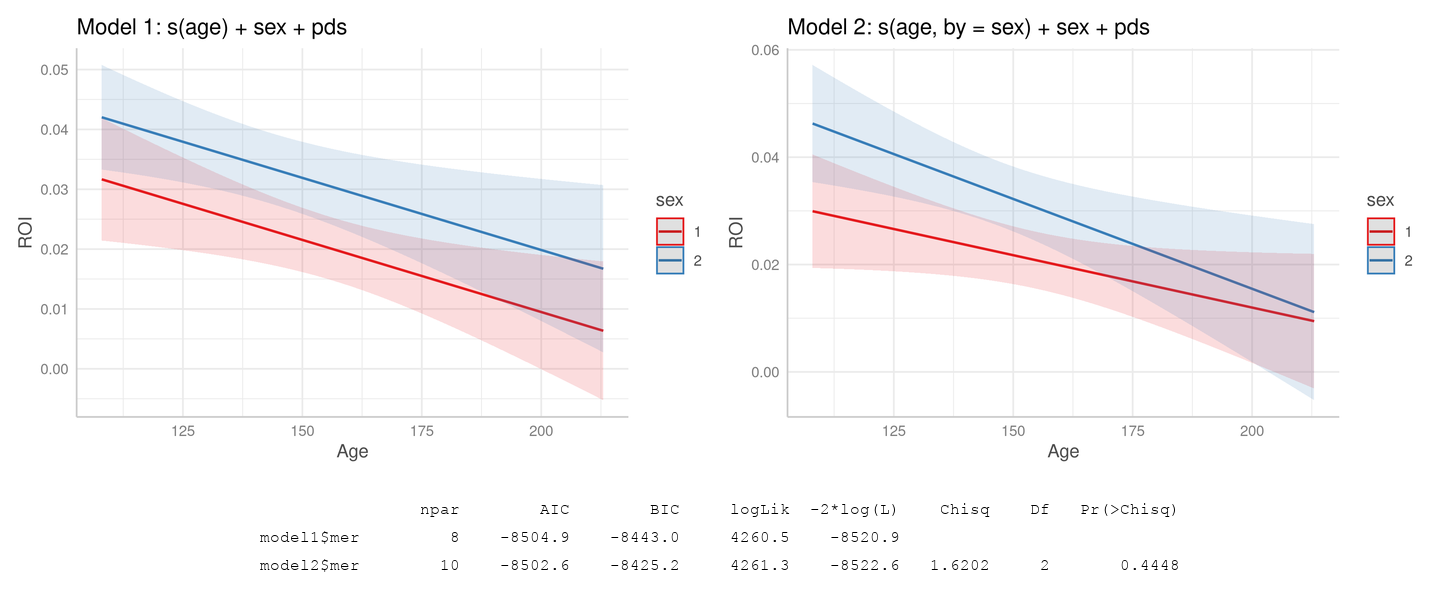 Model 1: s(age) + sex + pds
0.05
0.04
0.03
0.02
0.01
0.00
ROI
125 150 175 200
Age
sex
1
2
Model 2: s(age, by = sex) + sex + pds
0.06
0.04
0.02
0.00
ROI
125 150 175 200
Age
sex
1
2
npar AIC BIC logLik -2*log(L) Chisq Df Pr(>Chisq)
model1$mer 8 -8504.9 -8443.0 4260.5 -8520.9
model2$mer 10 -8502.6 -8425.2 4261.3 -8522.6 1.6202 2 0.4448